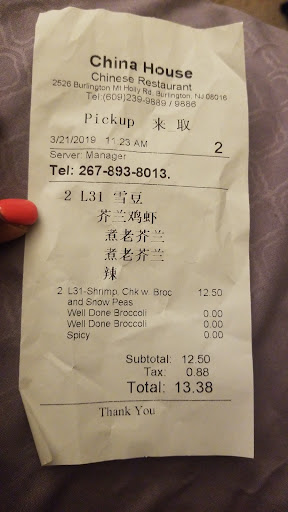 China House
Chinese Restaurant
2526 Burlington Mt Holly Rd, Burlington, NJ 08016
Tel:(609)239-9889 / 9886
Pickup 来 取
3/21/2019 11:23 AM 2
Server: Manager
Tel: 267-893-8013.
2 L31 雪豆
芥兰鸡虾
煮老芥兰
煮老芥兰
辣
2 L31-Shrimp, Chk w. Broc 12.50
and Snow Peas
Well Done Broccoli 0.00
Well Done Broccoli 0.00
Spicy 0.00
Subtotal: 12.50
Tax: 0.88
Total: 13.38
Thank You